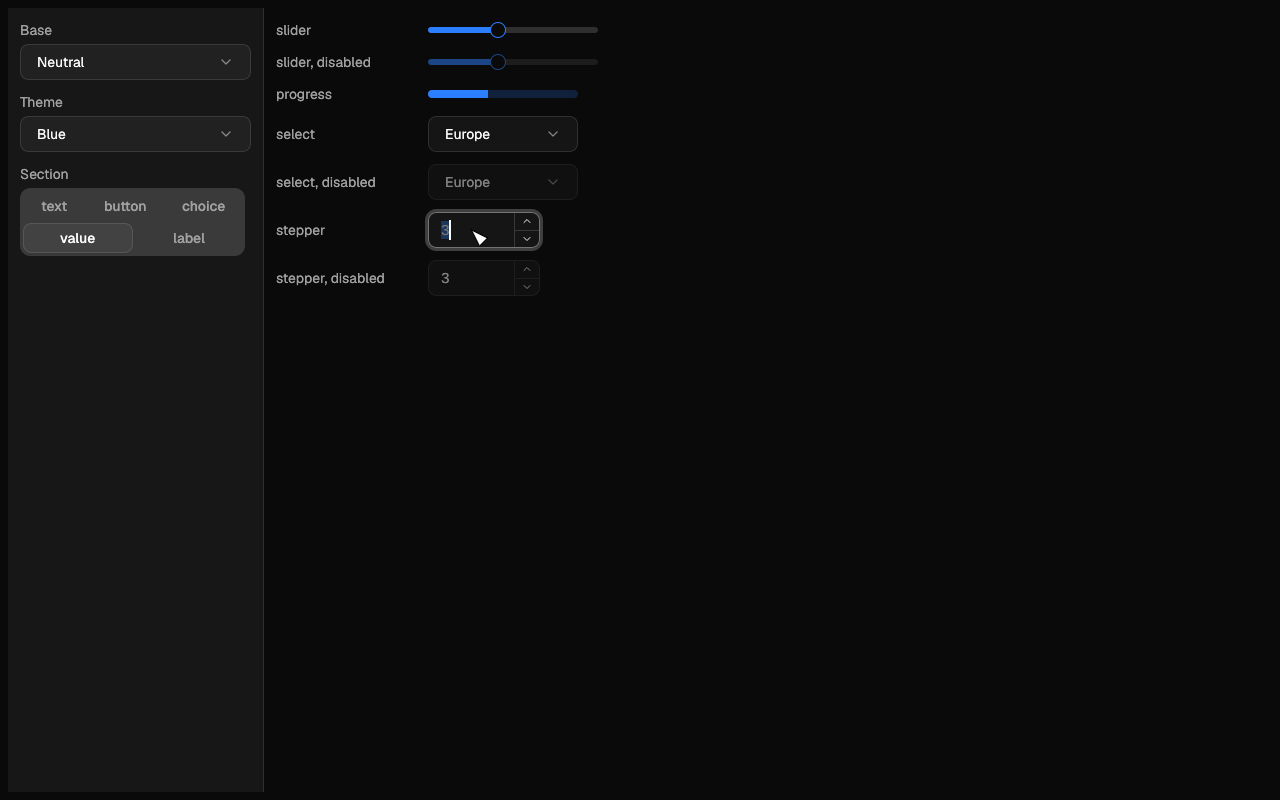 Base
Neutral
Theme
Blue
Section
text button choice
value label
slider
slider, disabled
progress
select Europe
select, disabled Europe
stepper 3
stepper, disabled 3